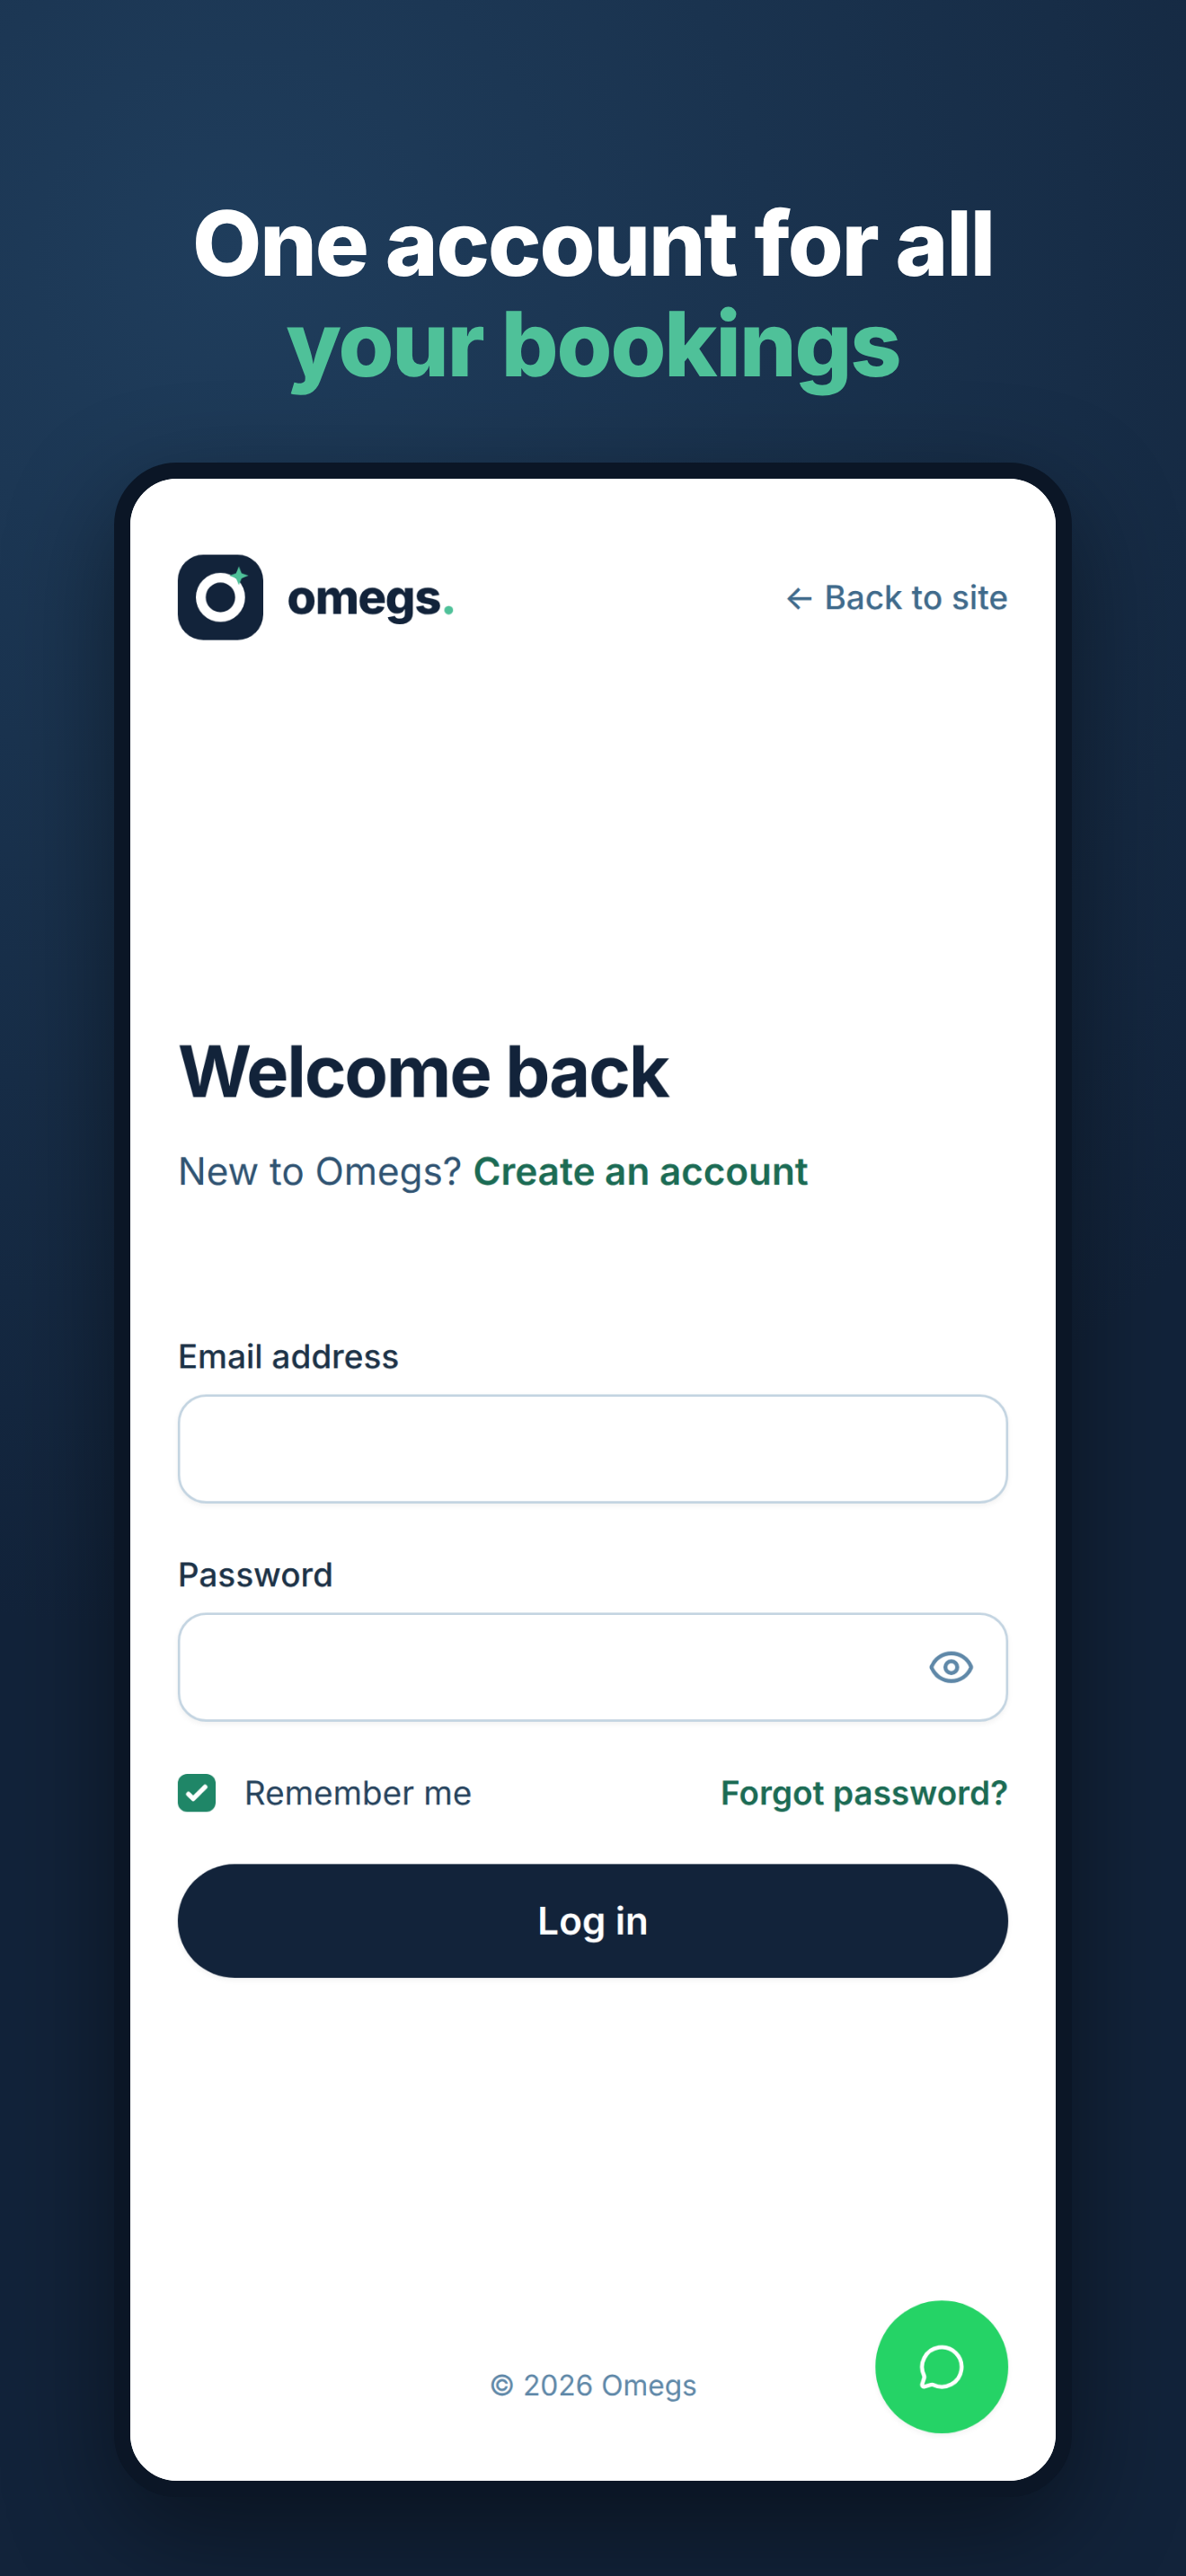 One account for all
your bookings
omegs.
← Back to site
Welcome back
New to Omegs? Create an account
Email address
Password
Remember me
Forgot password?
Log in
© 2026 Omegs